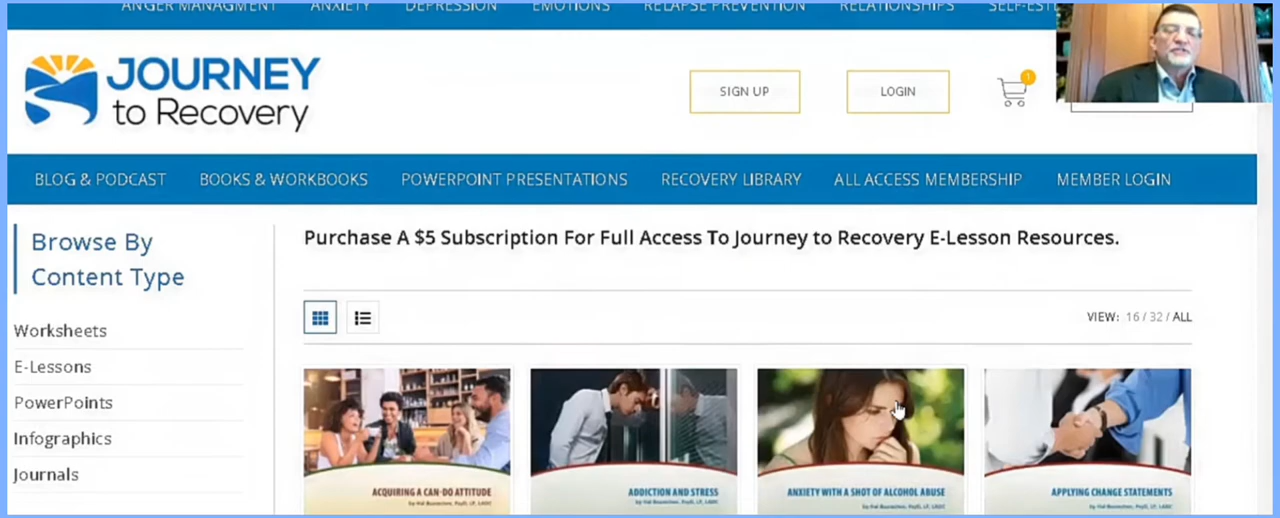 ANGER MANAGMENT ANXIETY DEPRESSION EMOTIONS RELAPSE PREVENTION RELATIONSHIPS
JOURNEY
to Recovery
SIGN UP LOGIN 1
BLOG & PODCAST BOOKS & WORKBOOKS POWERPOINT PRESENTATIONS RECOVERY LIBRARY ALL ACCESS MEMBERSHIP MEMBER LOGIN
Browse By
Content Type
Purchase A $5 Subscription For Full Access To Journey to Recovery E-Lesson Resources.
VIEW: 16 / 32 / ALL
Worksheets
E-Lessons
PowerPoints
Infographics
Journals
ACQUIRING A CAN-DO ATTITUDE
ADDICTION AND STRESS
ANXIETY WITH A SHOT OF ALCOHOL ABUSE
APPLYING CHANGE STATEMENTS